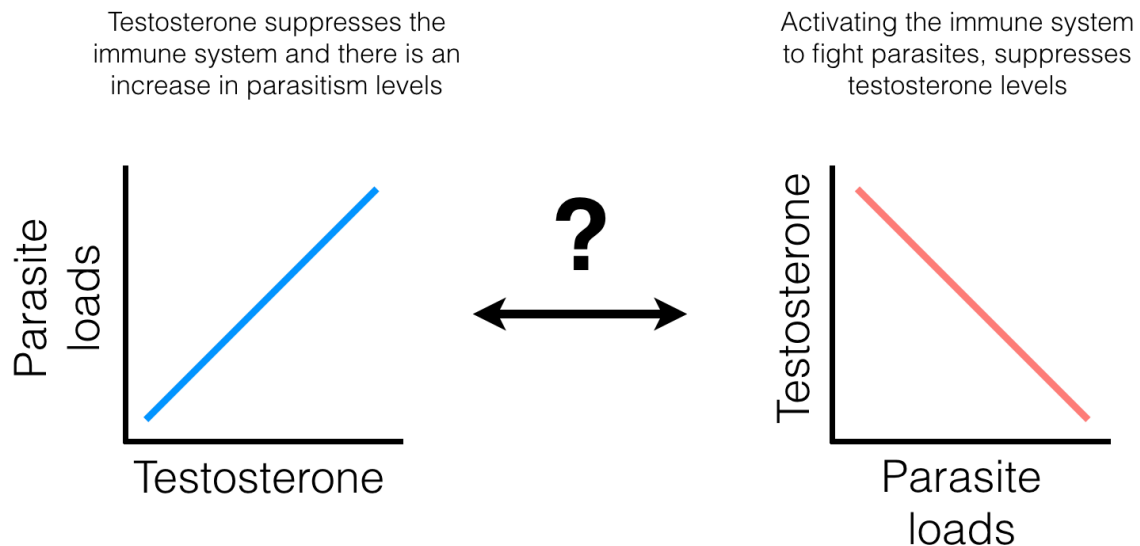 Testosterone suppresses the
immune system and there is an
increase in parasitism levels
Parasite
loads
Testosterone
?
Activating the immune system
to fight parasites, suppresses
testosterone levels
Testosterone
Parasite
loads